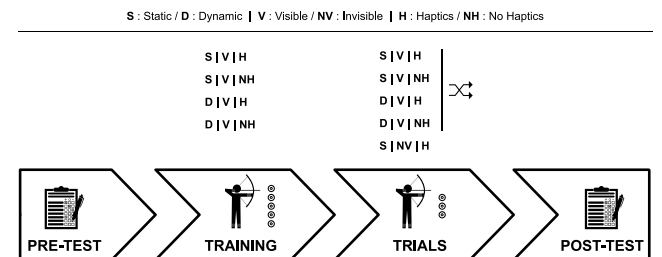 S : Static / D : Dynamic | V : Visible / NV : Invisible | H : Haptics / NH : No Haptics
S | V | H
S | V | NH
D | V | H
D | V | NH
S | V | H
S | V | NH
D | V | H
D | V | NH
S | NV | H
PRE-TEST
TRAINING
TRIALS
POST-TEST